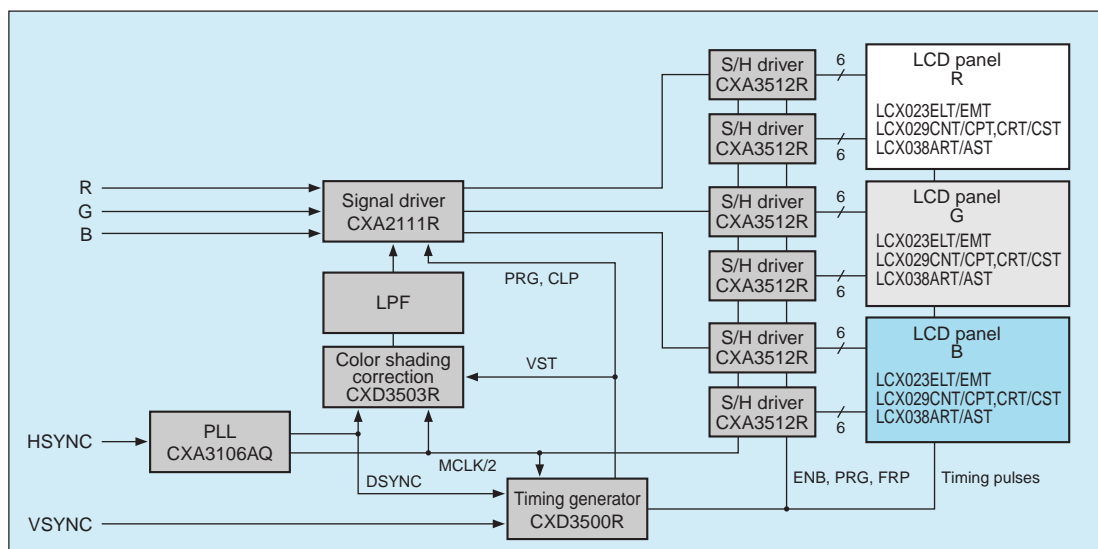 S/H driver
CXA3512R
6
LCD panel
R
LCX023ELT/EMT
LCX029CNT/CPT,CRT/CST
LCX038ART/AST
S/H driver
CXA3512R
6
R
G
B
Signal driver
CXA2111R
S/H driver
CXA3512R
6
LCD panel
G
LCX023ELT/EMT
LCX029CNT/CPT,CRT/CST
LCX038ART/AST
S/H driver
CXA3512R
6
PRG, CLP
LPF
S/H driver
CXA3512R
6
LCD panel
B
LCX023ELT/EMT
LCX029CNT/CPT,CRT/CST
LCX038ART/AST
Color shading
correction
CXD3503R
VST
S/H driver
CXA3512R
6
HSYNC
PLL
CXA3106AQ
MCLK/2
DSYNC
Timing generator
CXD3500R
ENB, PRG, FRP
Timing pulses
VSYNC